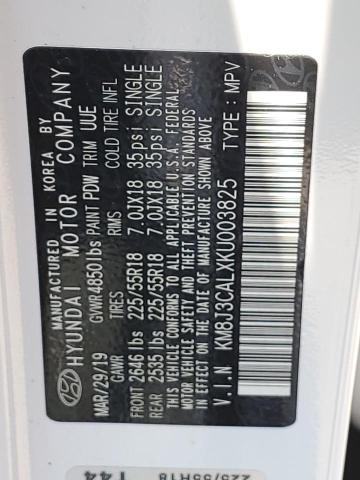 MANUFACTURED IN KOREA BY
HYUNDAI MOTOR COMPANY
GVWR 4850 lbs PAINT PDW TRIM UUE
MAR/29/19 TIRES RIMS COLD TIRE INF.
GAWR
FRONT 2646 lbs 225/55R18 7.0JX18 35psi SINGLE
REAR 2535 lbs 225/55R18 7.0JX18 35psi SINGLE
THIS VEHICLE CONFORMS TO ALL APPLICABLE U.S.A. FEDERAL
MOTOR VEHICLE SAFETY, BUMPER, AND THEFT PREVENTION
STANDARDS IN EFFECT ON THE DATE OF MANUFACTURE SHOWN ABOVE.
V.I.N KM8J3CALXKU003825 TYPE : MPV
225/55R18